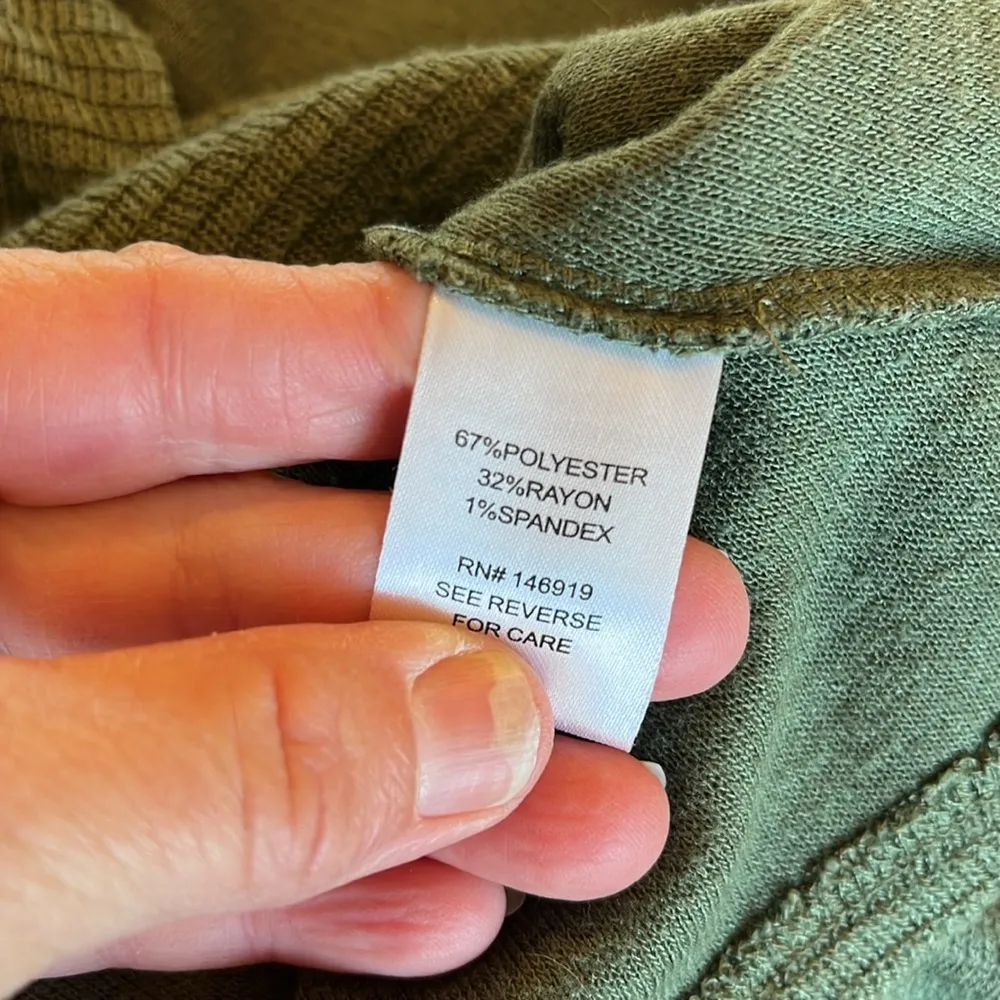 67%POLYESTER
32%RAYON
1%SPANDEX
RN# 146919
SEE REVERSE
FOR CARE